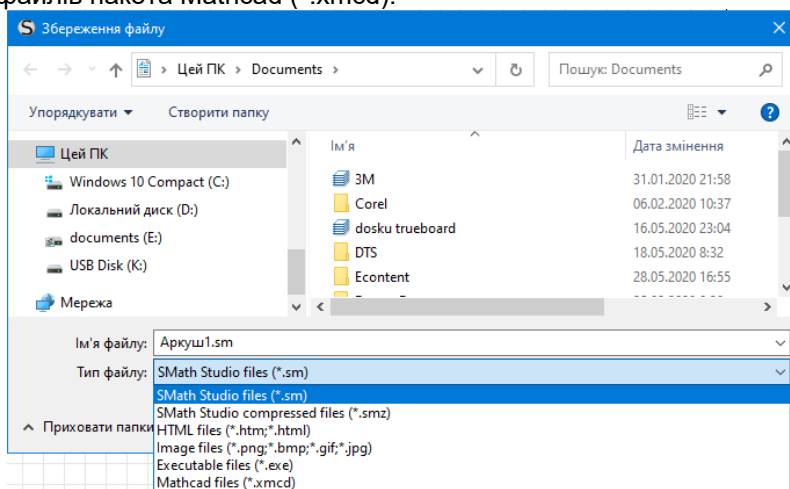 файлів пакета Mathcad (*.xmcd).
Збереження файлу
Цей ПК > Documents >
Пошук: Documents
Упорядкувати
Створити папку
Цей ПК
Windows 10 Compact (C:)
Локальний диск (D:)
documents (E:)
USB Disk (K:)
Мережа
Ім'я
Дата змінення
3M
31.01.2020 21:58
Corel
06.02.2020 10:37
dosku trueboard
16.05.2020 23:04
DTS
18.05.2020 8:32
Econtent
28.05.2020 16:55
Ім'я файлу: Аркуш1.sm
Тип файлу: SMath Studio files (*.sm)
SMath Studio files (*.sm)
SMath Studio compressed files (*.smz)
HTML files (*.htm;*.html)
Image files (*.png;*.bmp;*.gif;*.jpg)
Executable files (*.exe)
Mathcad files (*.xmcd)
Приховати папки